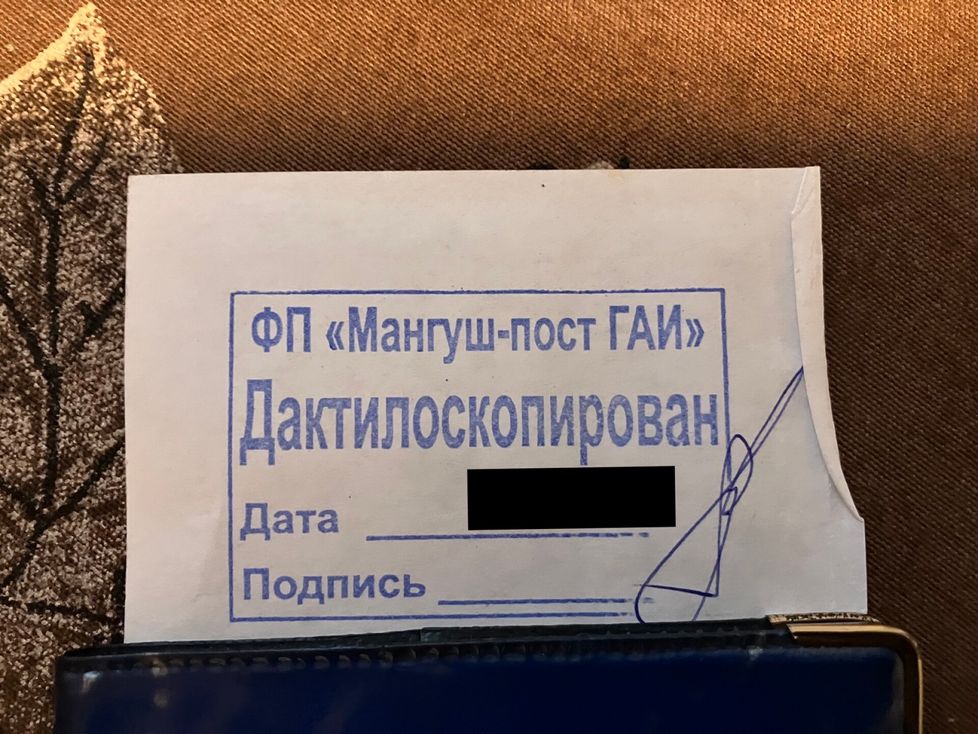 ФП «Мангуш-пост ГАИ»
Дактилоскопирован
Дата
Подпись